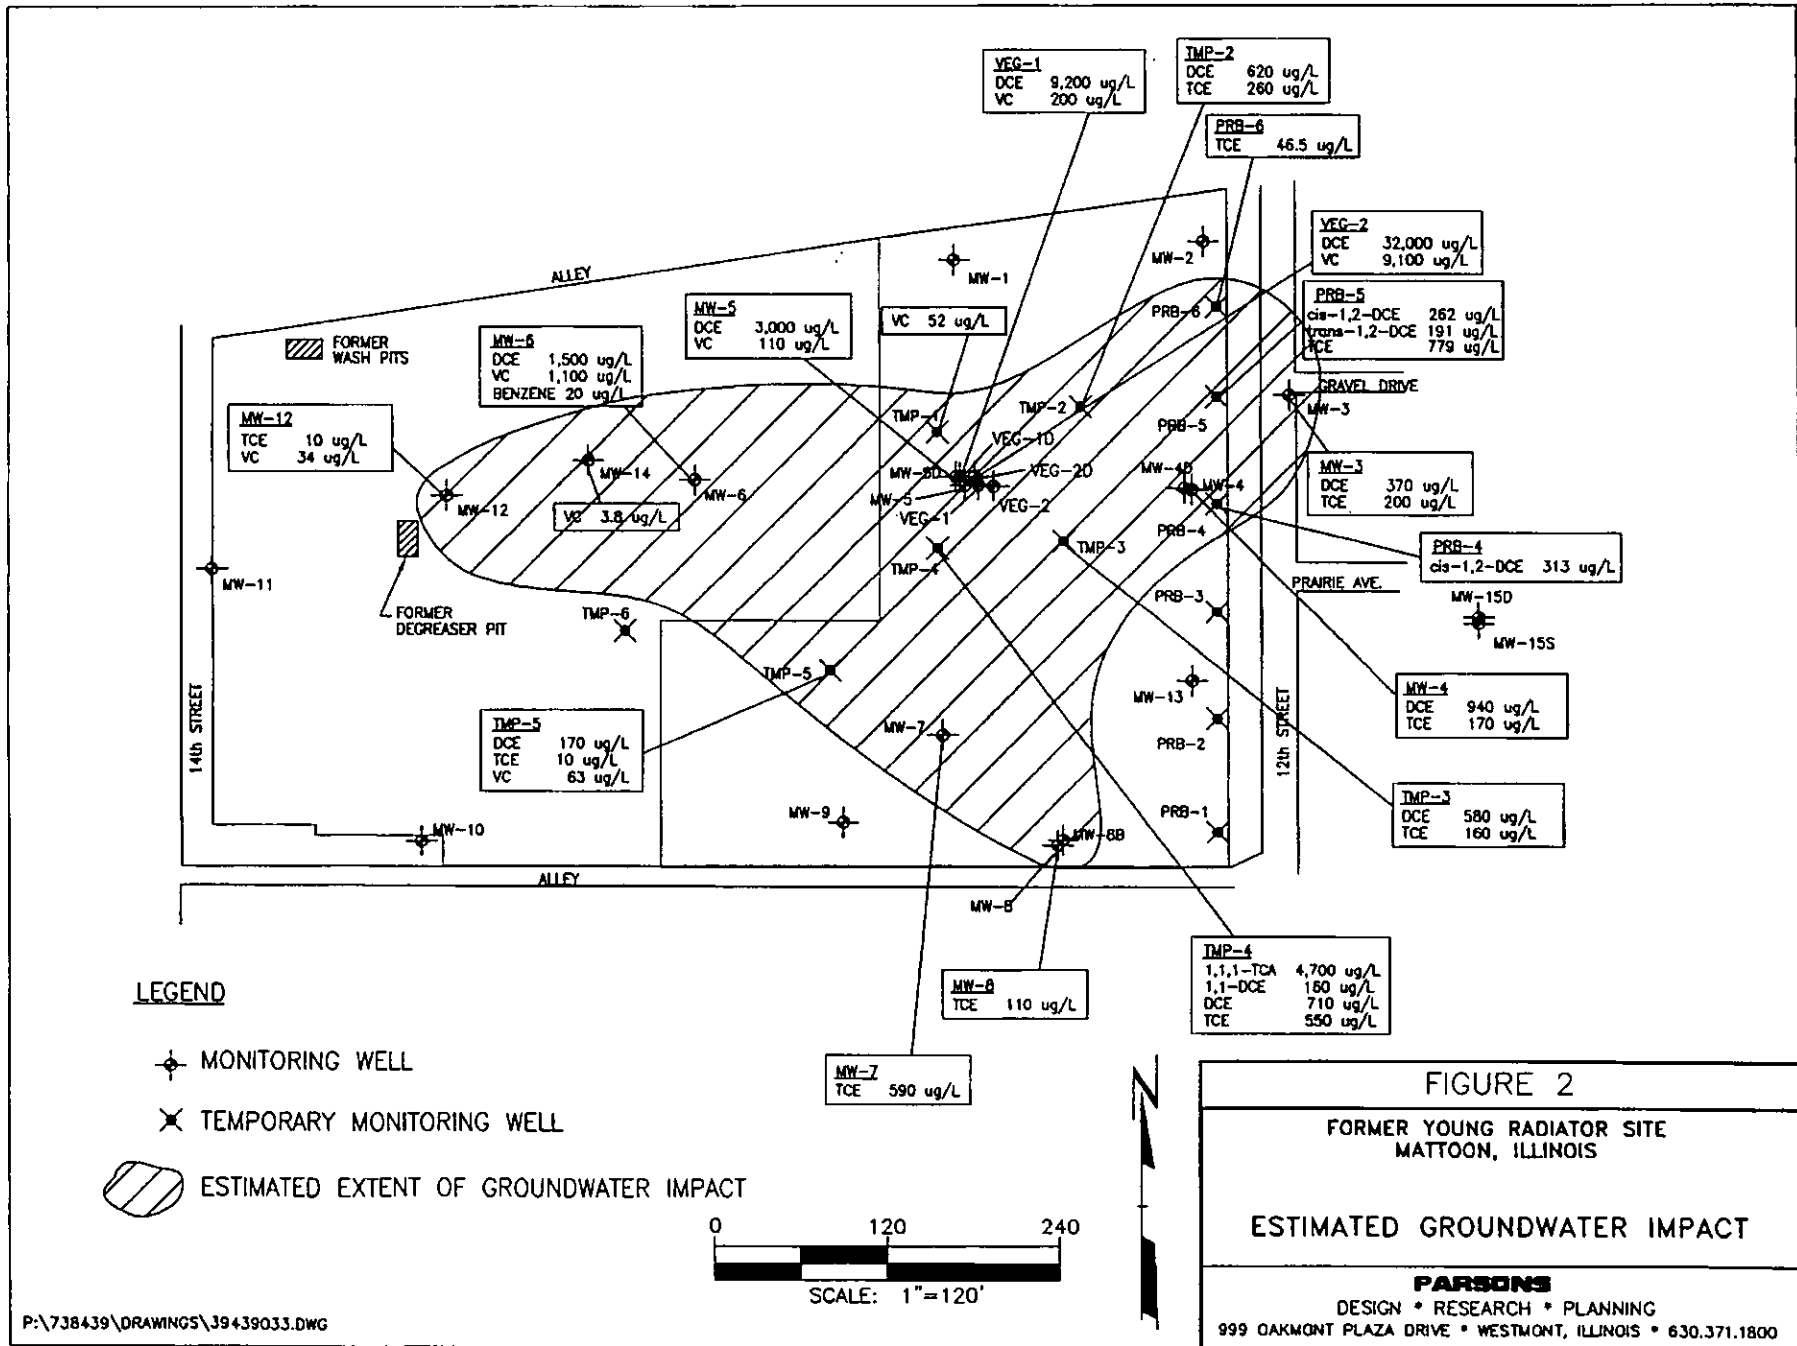 VEG-1
DCE 9,200 ug/L
VC 200 ug/L
TMP-2
DCE 620 ug/L
TCE 260 ug/L
PRB-6
TCE 46.5 ug/L
VEG-2
DCE 32,000 ug/L
VC 9,100 ug/L
PRB-5
cis-1,2-DCE 262 ug/L
trans-1,2-DCE 191 ug/L
TCE 779 ug/L
MW-2
MW-1
ALLEY
MW-5
DCE 3,000 ug/L
VC 110 ug/L
VC 52 ug/L
PRB-6
FORMER
WASH PITS
MW-6
DCE 1,500 ug/L
VC 1,100 ug/L
BENZENE 20 ug/L
GRAVEL DRIVE
MW-3
MW-12
TCE 10 ug/L
VC 34 ug/L
TMP-1
TMP-2
PRB-5
VEG-1D
MW-14
MW-6
MW-5D
VEG-2D
MW-4D
MW-4
MW-3
DCE 370 ug/L
TCE 200 ug/L
MW-12
VC 3.8 ug/L
MW-5
VEG-1
VEG-2
PRB-4
PRB-4
cis-1,2-DCE 313 ug/L
TMP-3
TMP-4
MW-11
PRAIRIE AVE.
PRB-3
MW-15D
MW-15S
FORMER
DEGREASER PIT
TMP-6
TMP-5
MW-13
MW-4
DCE 940 ug/L
TCE 170 ug/L
14th STREET
12th STREET
TMP-5
DCE 170 ug/L
TCE 10 ug/L
VC 63 ug/L
MW-7
PRB-2
TMP-3
DCE 580 ug/L
TCE 160 ug/L
MW-9
MW-10
MW-8B
PRB-1
ALLEY
MW-8
TMP-4
1,1,1-TCA 4,700 ug/L
1,1-DCE 160 ug/L
DCE 710 ug/L
TCE 550 ug/L
MW-8
TCE 110 ug/L
MW-7
TCE 590 ug/L
LEGEND
MONITORING WELL
TEMPORARY MONITORING WELL
ESTIMATED EXTENT OF GROUNDWATER IMPACT
0 120 240
SCALE: 1"=120'
N
FIGURE 2
FORMER YOUNG RADIATOR SITE
MATTOON, ILLINOIS
ESTIMATED GROUNDWATER IMPACT
PARSONS
DESIGN * RESEARCH * PLANNING
999 OAKMONT PLAZA DRIVE * WESTMONT, ILLINOIS * 630.371.1800
P:\738439\DRAWINGS\39439033.DWG